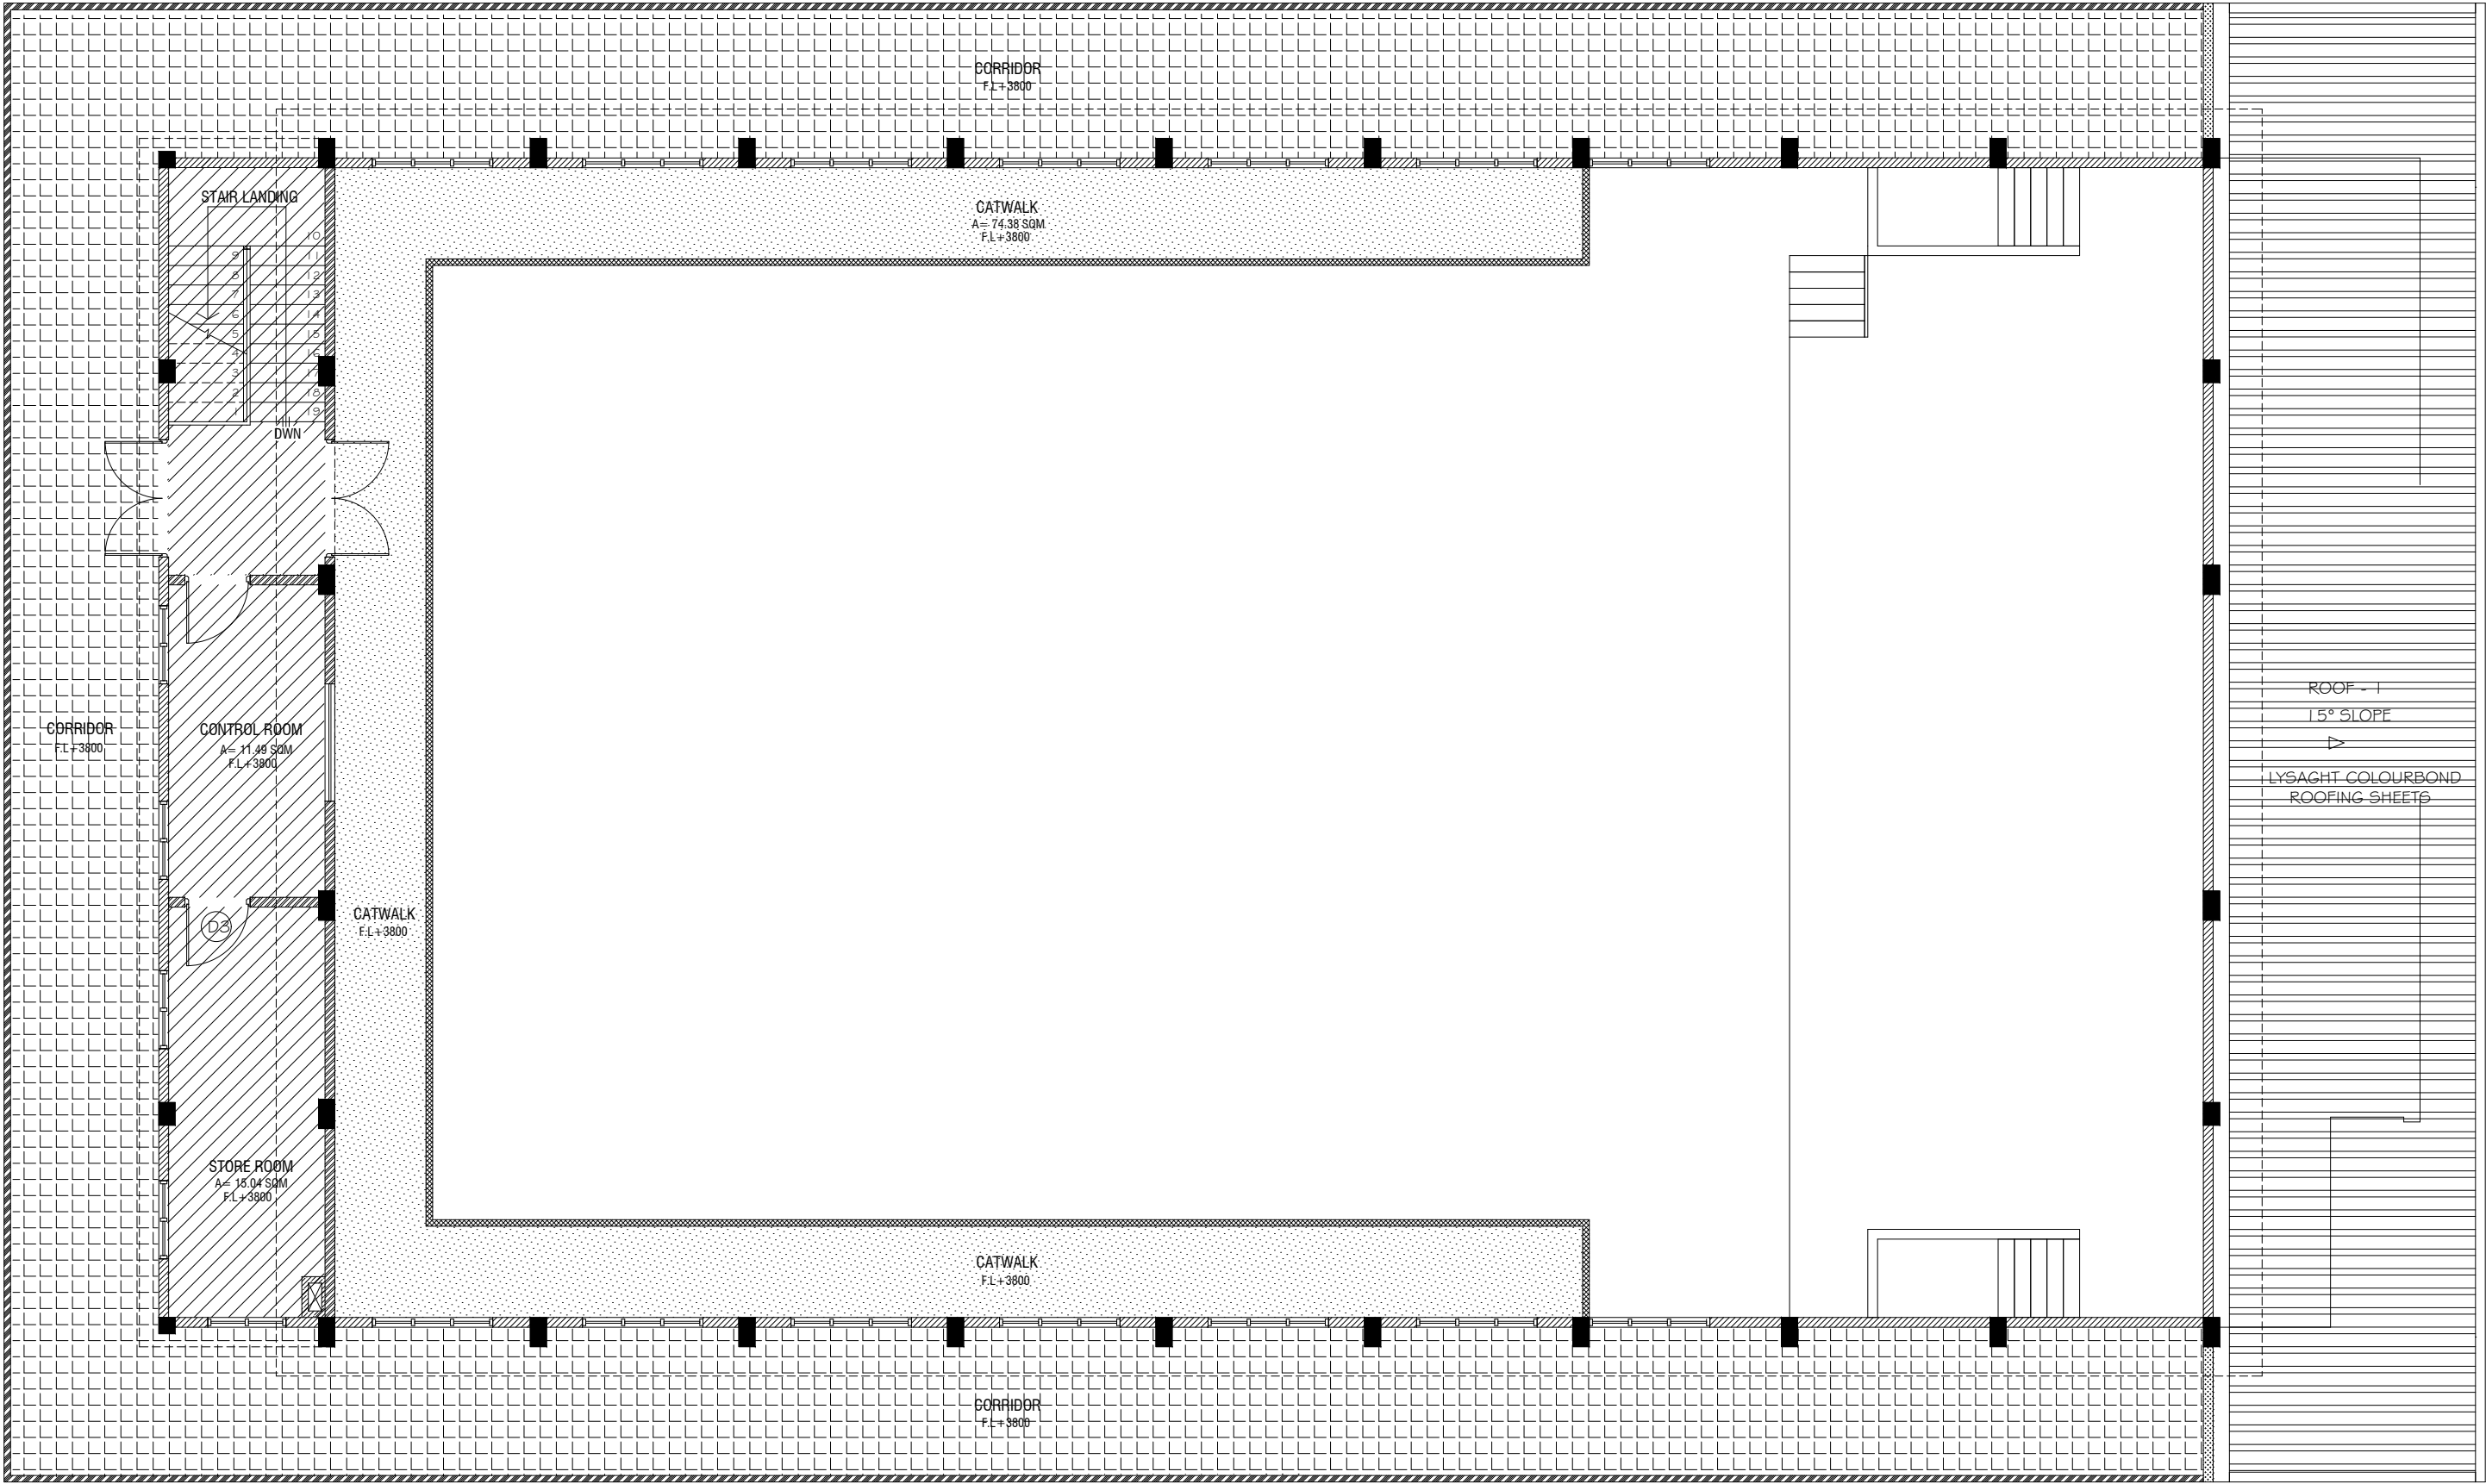 CORRIDOR
F.L+3800
STAIR LANDING
CATWALK
A= 74.38 SQM
F.L+3800
10
9 11
8 12
7 13
6 14
5 15
4 16
3 17
2 18
1 19
DWN
CORRIDOR
F.L+3800
CONTROL ROOM
A= 11.49 SQM
F.L+3800
ROOF - 1
15° SLOPE
LYSAGHT COLOURBOND
ROOFING SHEETS
D3
CATWALK
F.L+3800
STORE ROOM
A= 15.04 SQM
F.L+3800
CATWALK
F.L+3800
CORRIDOR
F.L+3800